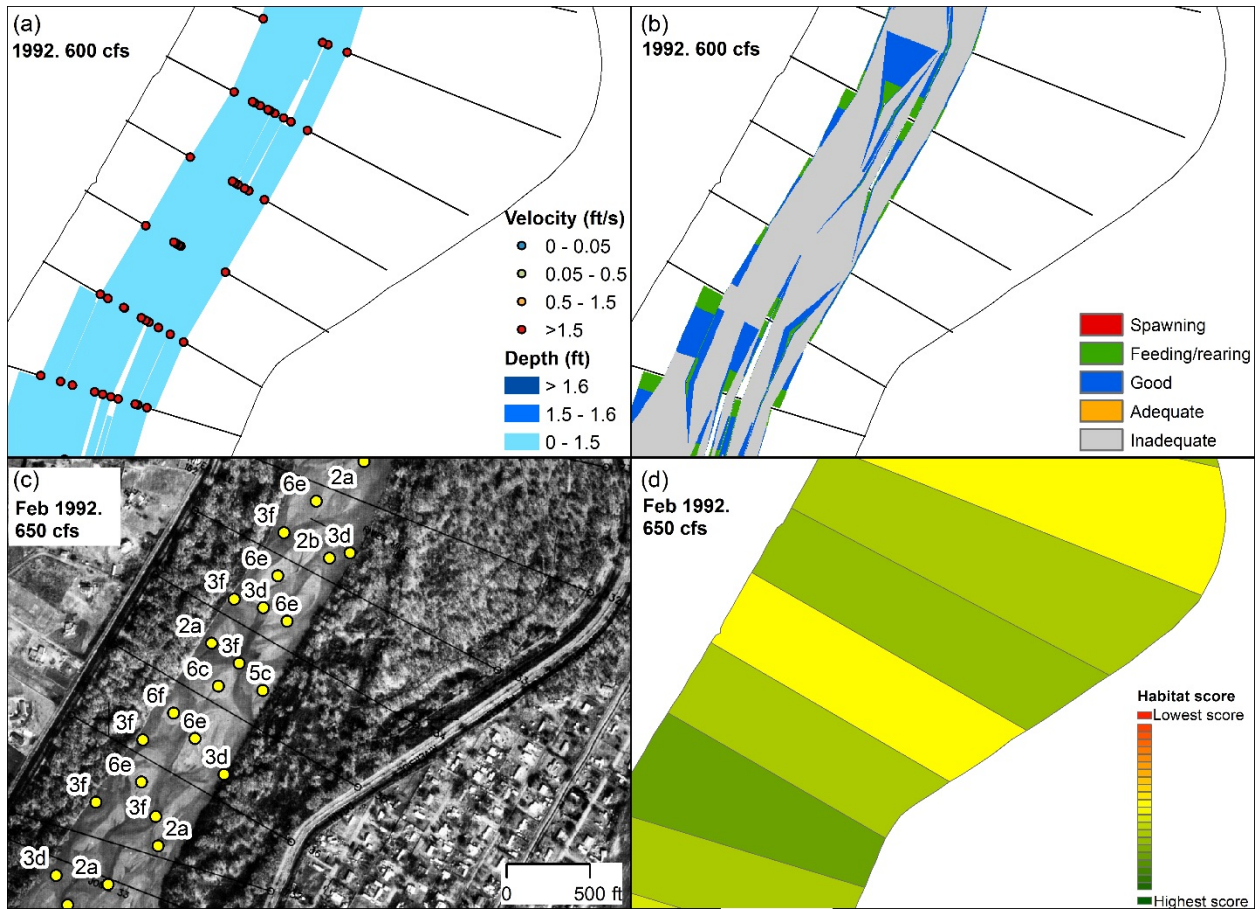 (a)
1992. 600 cfs
Velocity (ft/s)
0 - 0.05
0.05 - 0.5
0.5 - 1.5
>1.5
Depth (ft)
> 1.6
1.5 - 1.6
0 - 1.5
(b)
1992. 600 cfs
Spawning
Feeding/rearing
Good
Adequate
Inadequate
(c)
Feb 1992.
650 cfs
2a
6e
3f
2b
3d
6e
3f
3d
6e
2a
3f
6c
5c
6f
6e
3f
3d
6e
3f
3f
2a
3d
2a
0
500 ft
(d)
Feb 1992.
650 cfs
Habitat score
Lowest score
Highest score